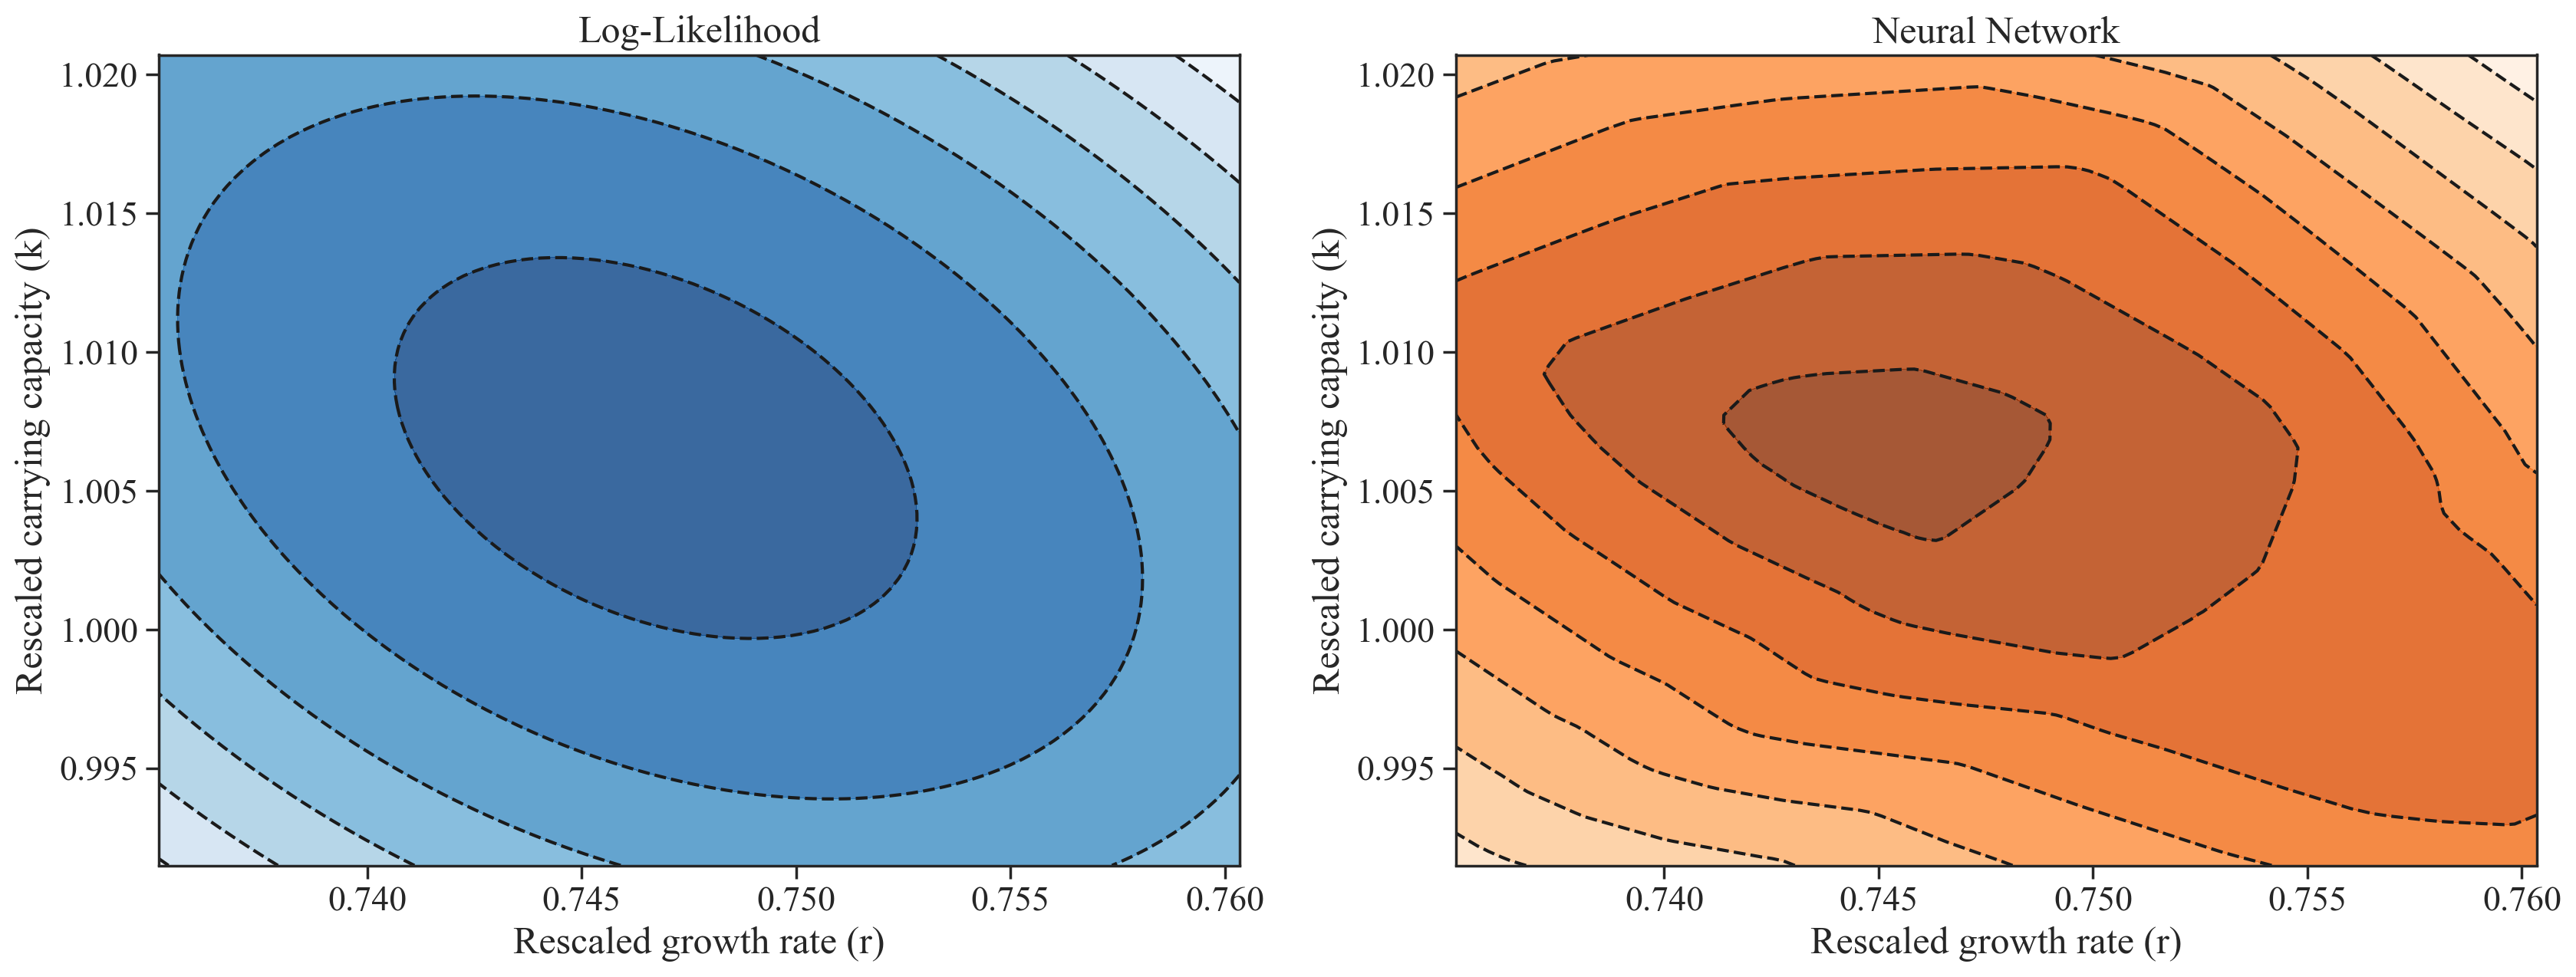 Log-Likelihood
1.020
1.015
1.010
1.005
1.000
0.995
Rescaled carrying capacity (k)
0.740 0.745 0.750 0.755 0.760
Rescaled growth rate (r)
Neural Network
1.020
1.015
1.010
1.005
1.000
0.995
Rescaled carrying capacity (k)
0.740 0.745 0.750 0.755 0.760
Rescaled growth rate (r)